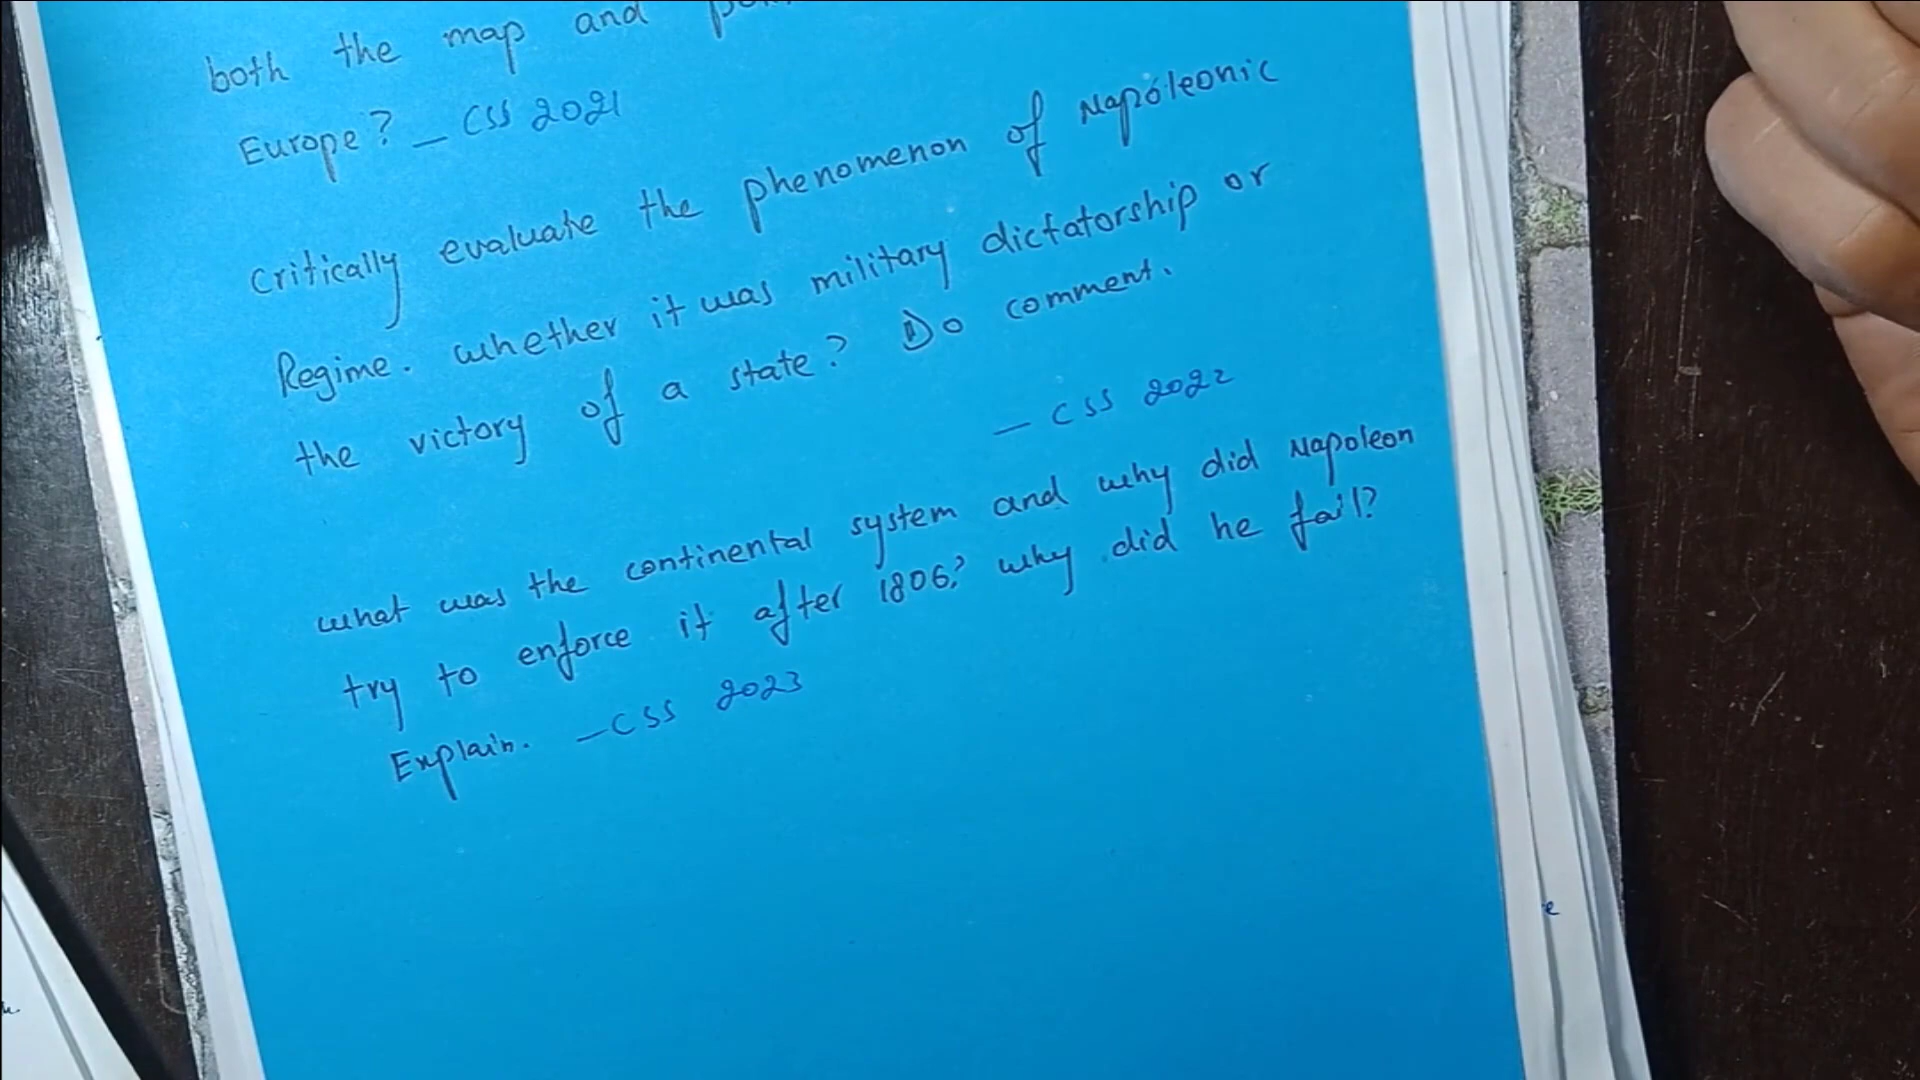 both the map and
Europe? _ CSS 2021
Critically evaluate the phenomenon of Napoleonic
Regime. whether it was military dictatorship or
the victory of a state? Do comment.
_ CSS 2022
what was the continental system and why did Napoleon
try to enforce it after 1806? why did he fail?
Explain. _CSS 2023